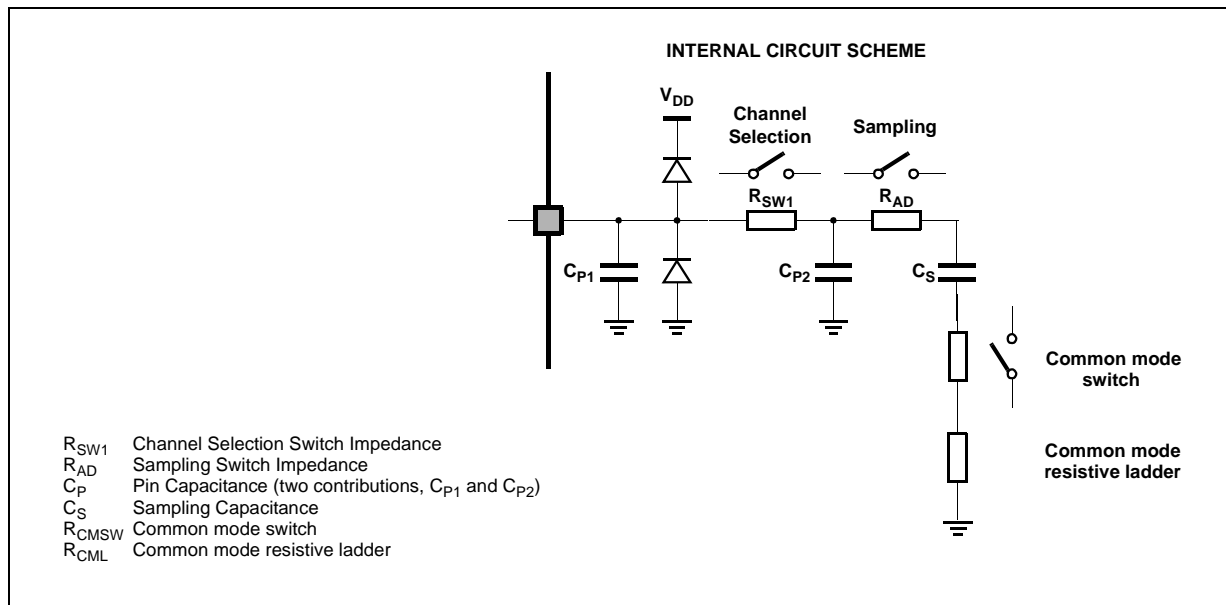 INTERNAL CIRCUIT SCHEME
VDD
Channel
Selection
Sampling
RSW1
RAD
CP1
CP2
CS
Common mode
switch
Common mode
resistive ladder
RSW1 Channel Selection Switch Impedance
RAD Sampling Switch Impedance
CP Pin Capacitance (two contributions, CP1 and CP2)
CS Sampling Capacitance
RCMSW Common mode switch
RCML Common mode resistive ladder